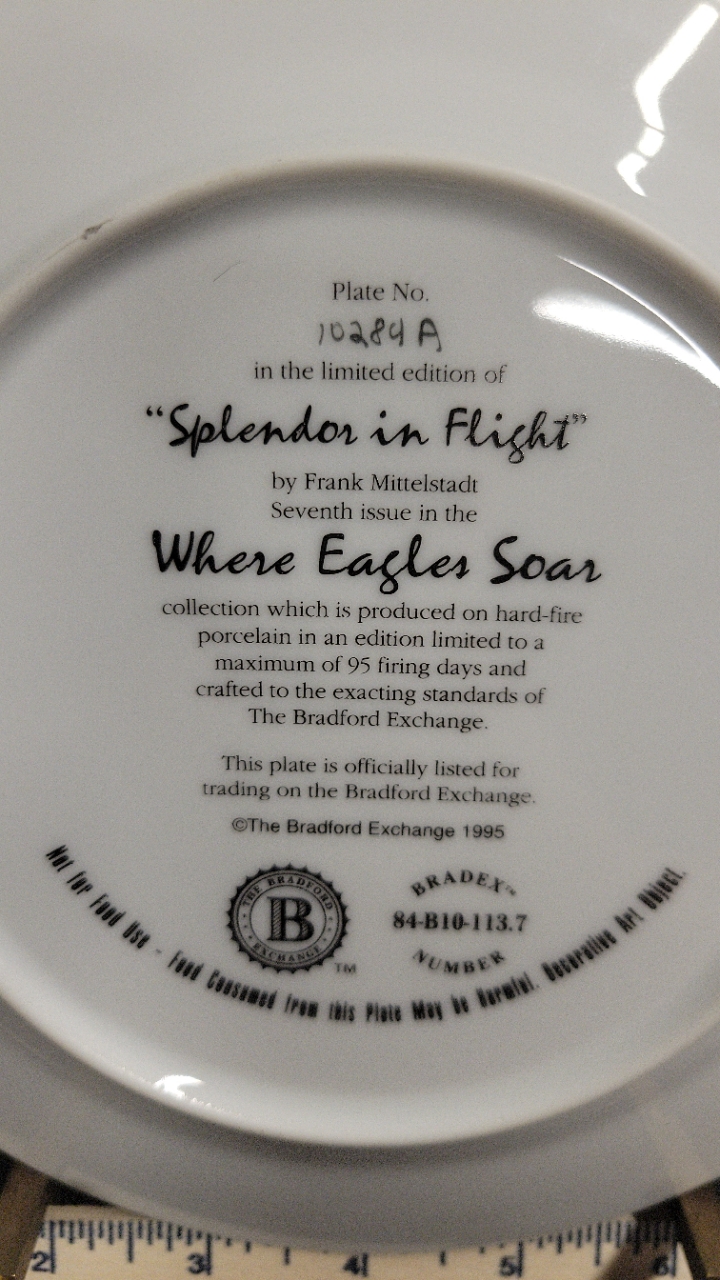 Plate No.
10284 A
in the limited edition of
“Splendor in Flight”
by Frank Mittelstadt
Seventh issue in the
Where Eagles Soar
collection which is produced on hard-fire
porcelain in an edition limited to a
maximum of 95 firing days and
crafted to the exacting standards of
The Bradford Exchange.
This plate is officially listed for
trading on the Bradford Exchange.
©The Bradford Exchange 1995
THE BRADFORD
B
EXCHANGE
TM
BRADEX™
84-B10-113.7
NUMBER
Not For Food Use - Food Consumed from this Plate May be Harmful. Decorative Art Object.
2 3 4 5 6